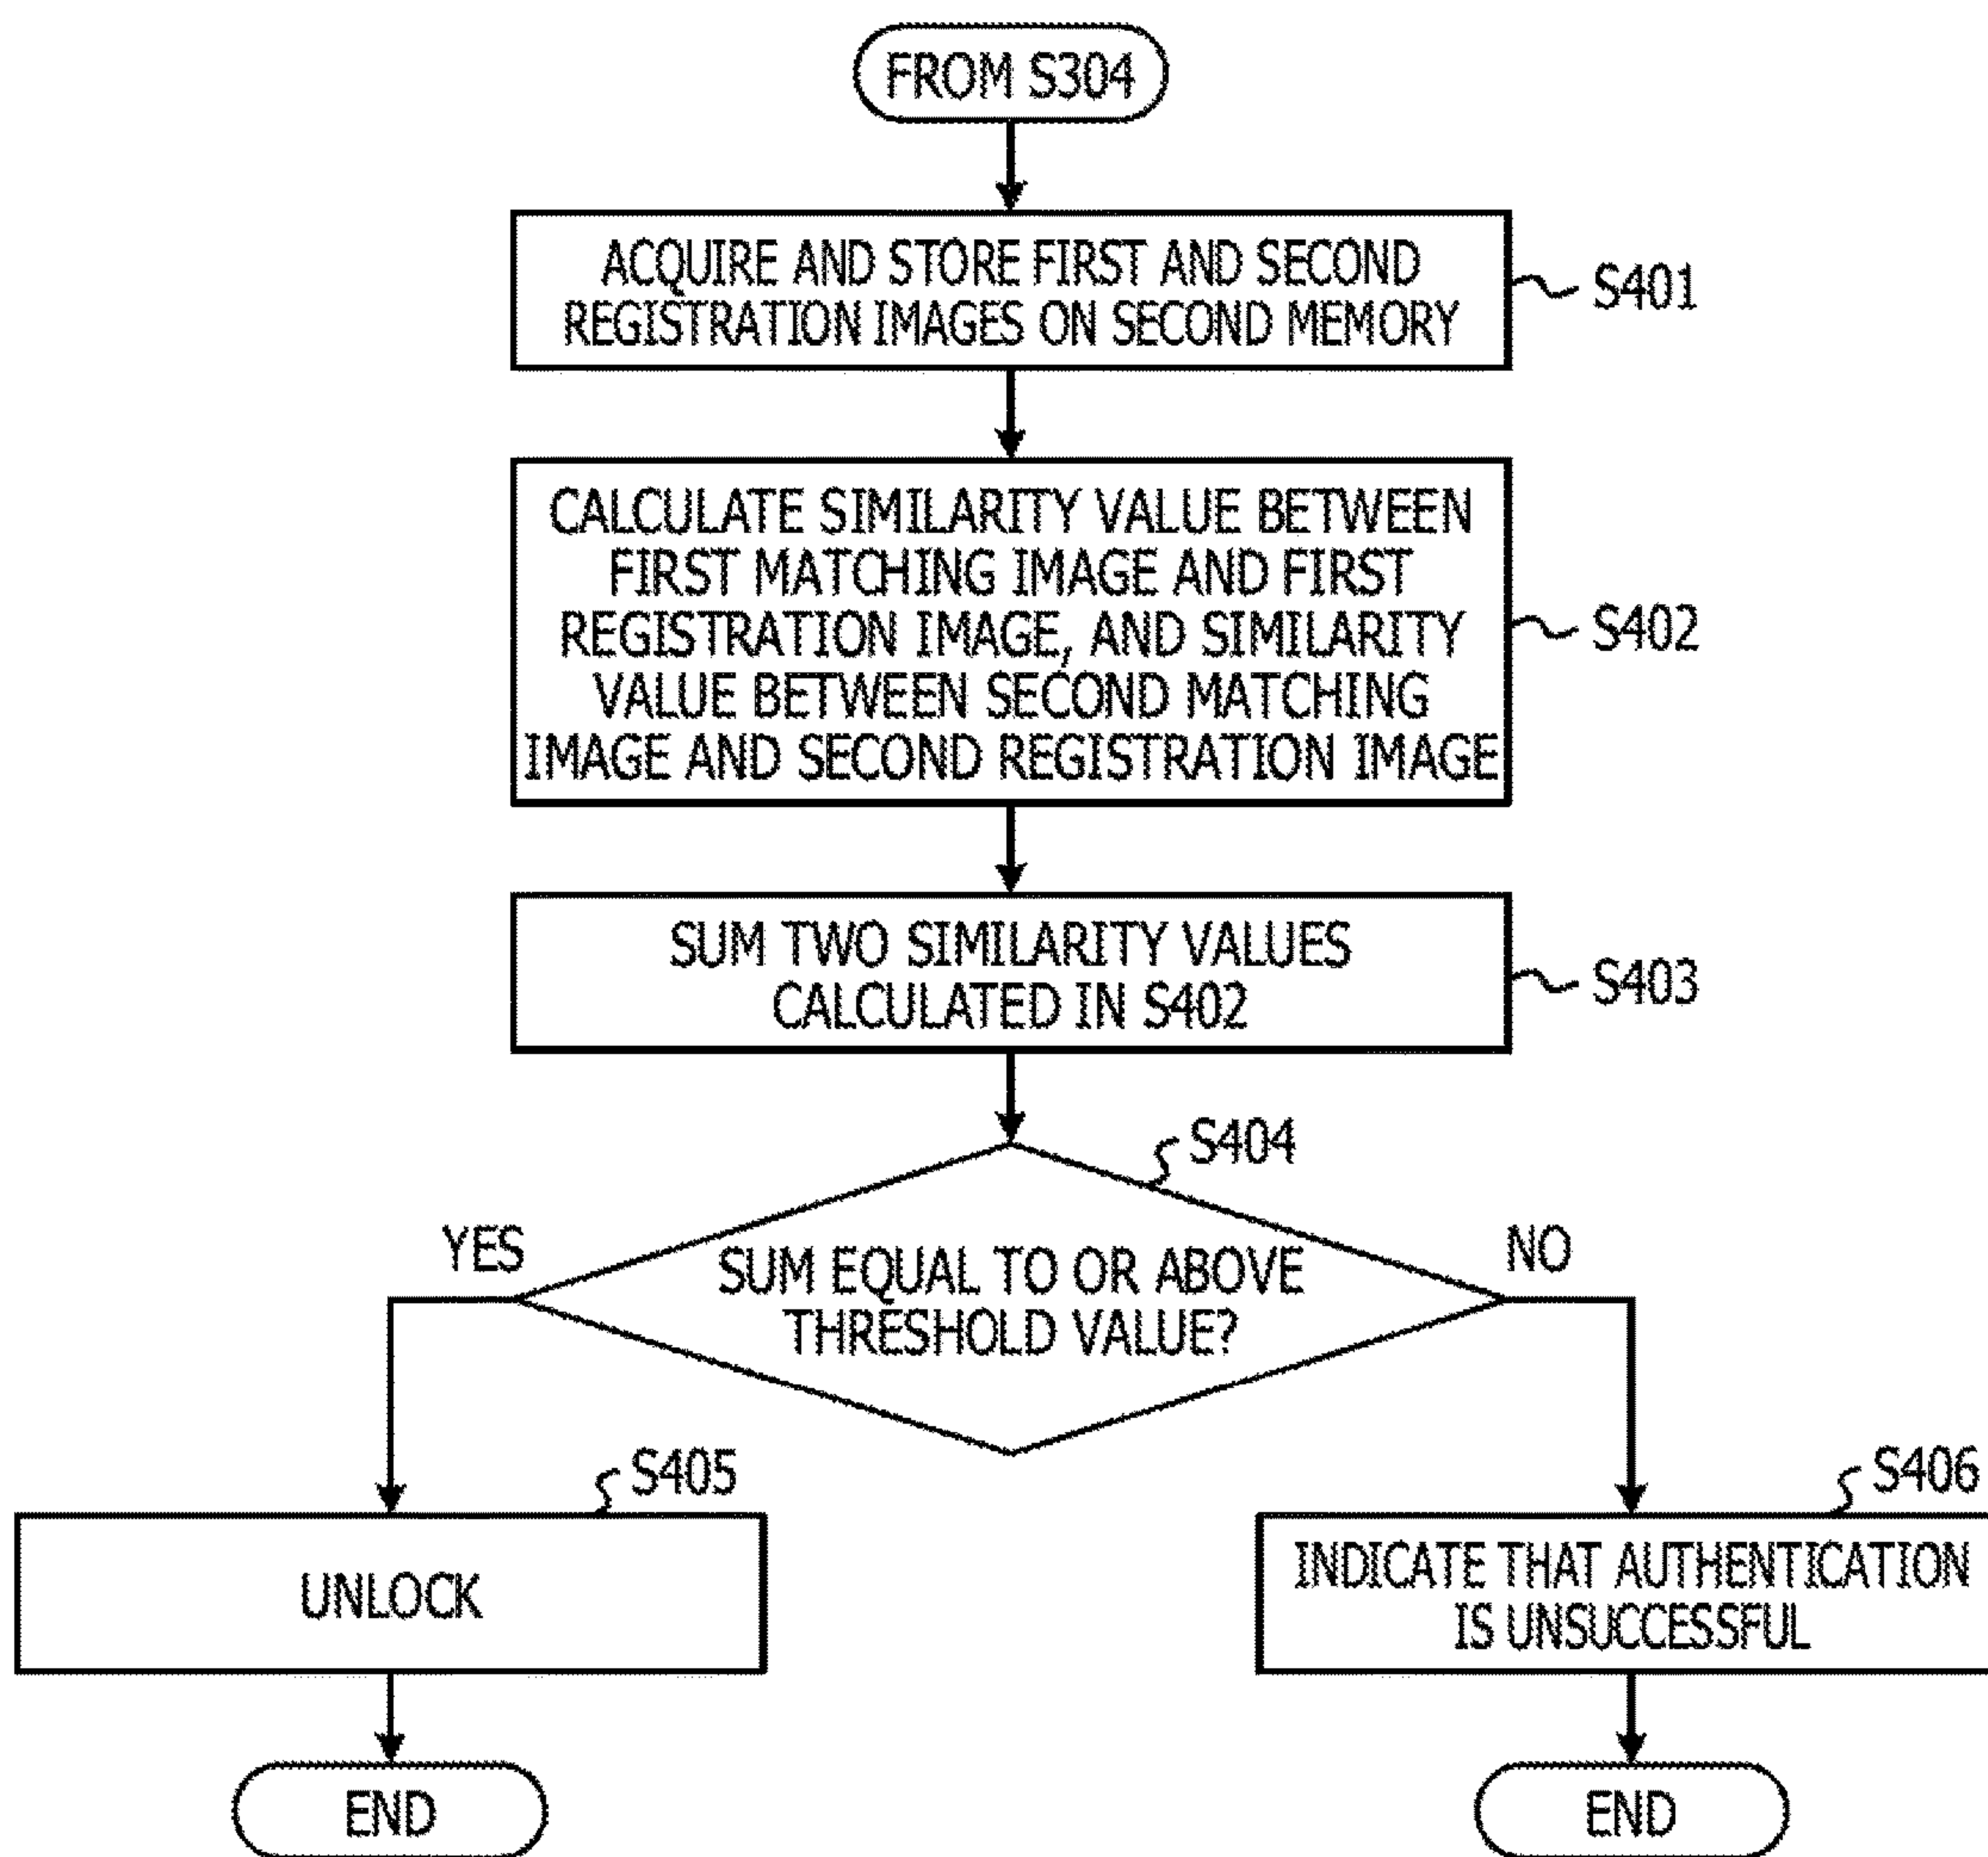 FROM S304
ACQUIRE AND STORE FIRST AND SECOND
REGISTRATION IMAGES ON SECOND MEMORY
S401
CALCULATE SIMILARITY VALUE BETWEEN
FIRST MATCHING IMAGE AND FIRST
REGISTRATION IMAGE, AND SIMILARITY
VALUE BETWEEN SECOND MATCHING
IMAGE AND SECOND REGISTRATION IMAGE
S402
SUM TWO SIMILARITY VALUES
CALCULATED IN S402
S403
S404
YES
SUM EQUAL TO OR ABOVE
THRESHOLD VALUE?
NO
S405
UNLOCK
S406
INDICATE THAT AUTHENTICATION
IS UNSUCCESSFUL
END
END